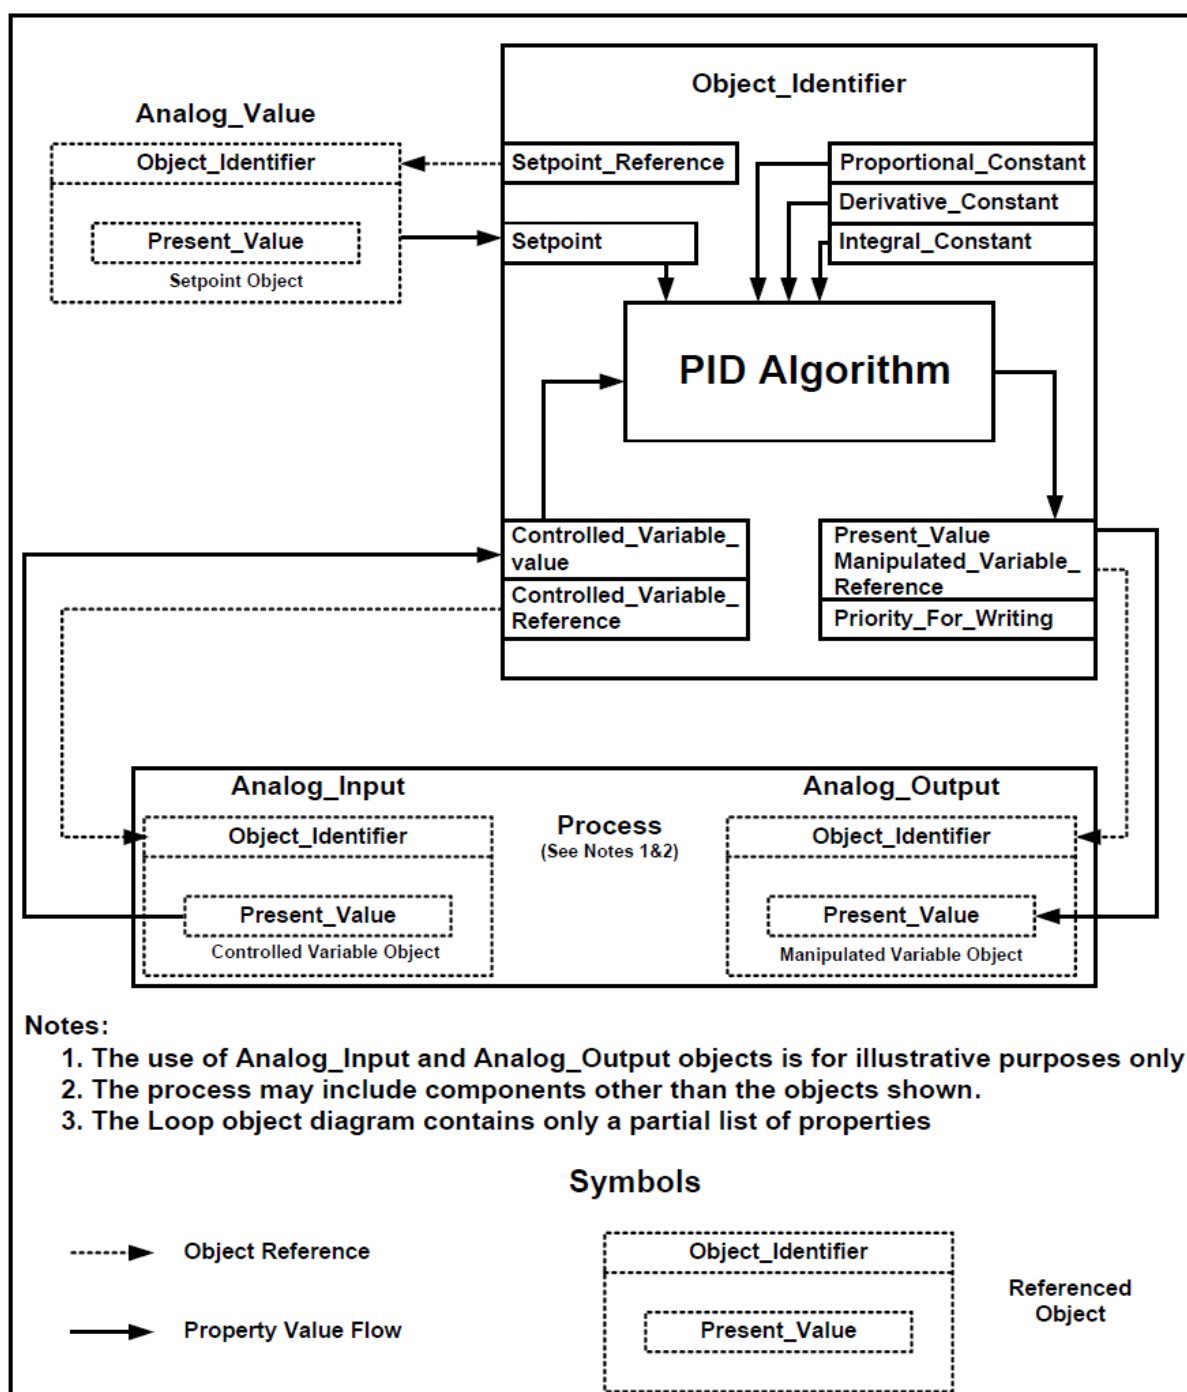 Object_Identifier
Analog_Value
Object_Identifier
Setpoint_Reference
Proportional_Constant
Derivative_Constant
Present_Value
Setpoint
Integral_Constant
Setpoint Object
PID Algorithm
Controlled_Variable_
value
Controlled_Variable_
Reference
Present_Value
Manipulated_Variable_
Reference
Priority_For_Writing
Analog_Input
Analog_Output
Object_Identifier
Process
(See Notes 1&2)
Object_Identifier
Present_Value
Present_Value
Controlled Variable Object
Manipulated Variable Object
Notes:
1. The use of Analog_Input and Analog_Output objects is for illustrative purposes only
2. The process may include components other than the objects shown.
3. The Loop object diagram contains only a partial list of properties
Symbols
Object Reference
Object_Identifier
Referenced
Object
Property Value Flow
Present_Value